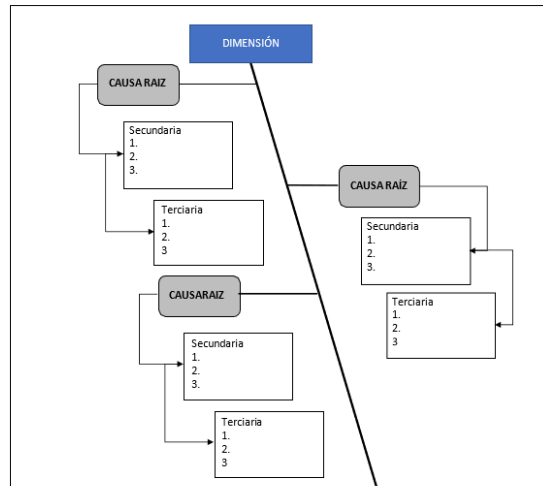 DIMENSIÓN
CAUSA RAIZ
Secundaria
1.
2.
3.
Terciaria
1.
2.
3
CAUSA RAÍZ
Secundaria
1.
2.
3.
Terciaria
1.
2.
3
CAUSARAIZ
Secundaria
1.
2.
3.
Terciaria
1.
2.
3